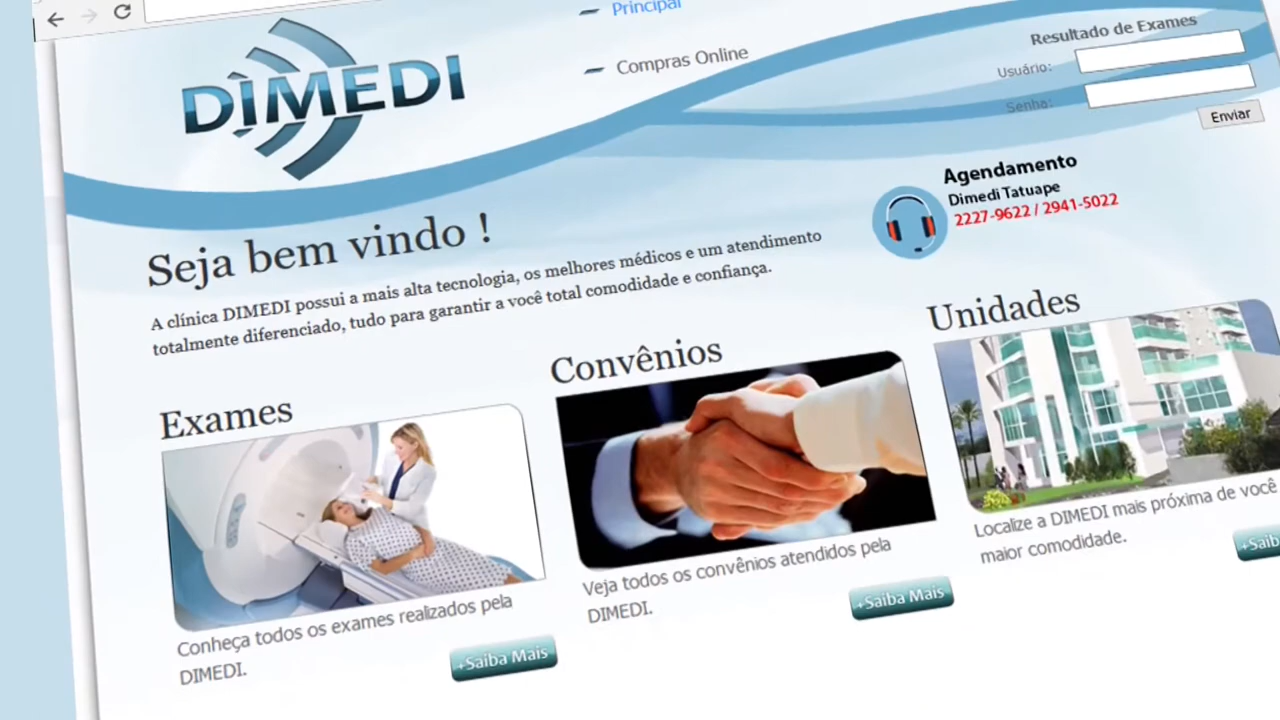 Principal
Compras Online
DIMEDI
Resultado de Exames
Usuário:
Senha:
Enviar
Agendamento
Dimedi Tatuape
2227-9622 / 2941-5022
Seja bem vindo !
A clínica DIMEDI possui a mais alta tecnologia, os melhores médicos e um atendimento
totalmente diferenciado, tudo para garantir a você total comodidade e confiança.
Exames
Conheça todos os exames realizados pela
DIMEDI.
+Saiba Mais
Convênios
Veja todos os convênios atendidos pela
DIMEDI.
+Saiba Mais
Unidades
Localize a DIMEDI mais próxima de você
maior comodidade.
+Saib